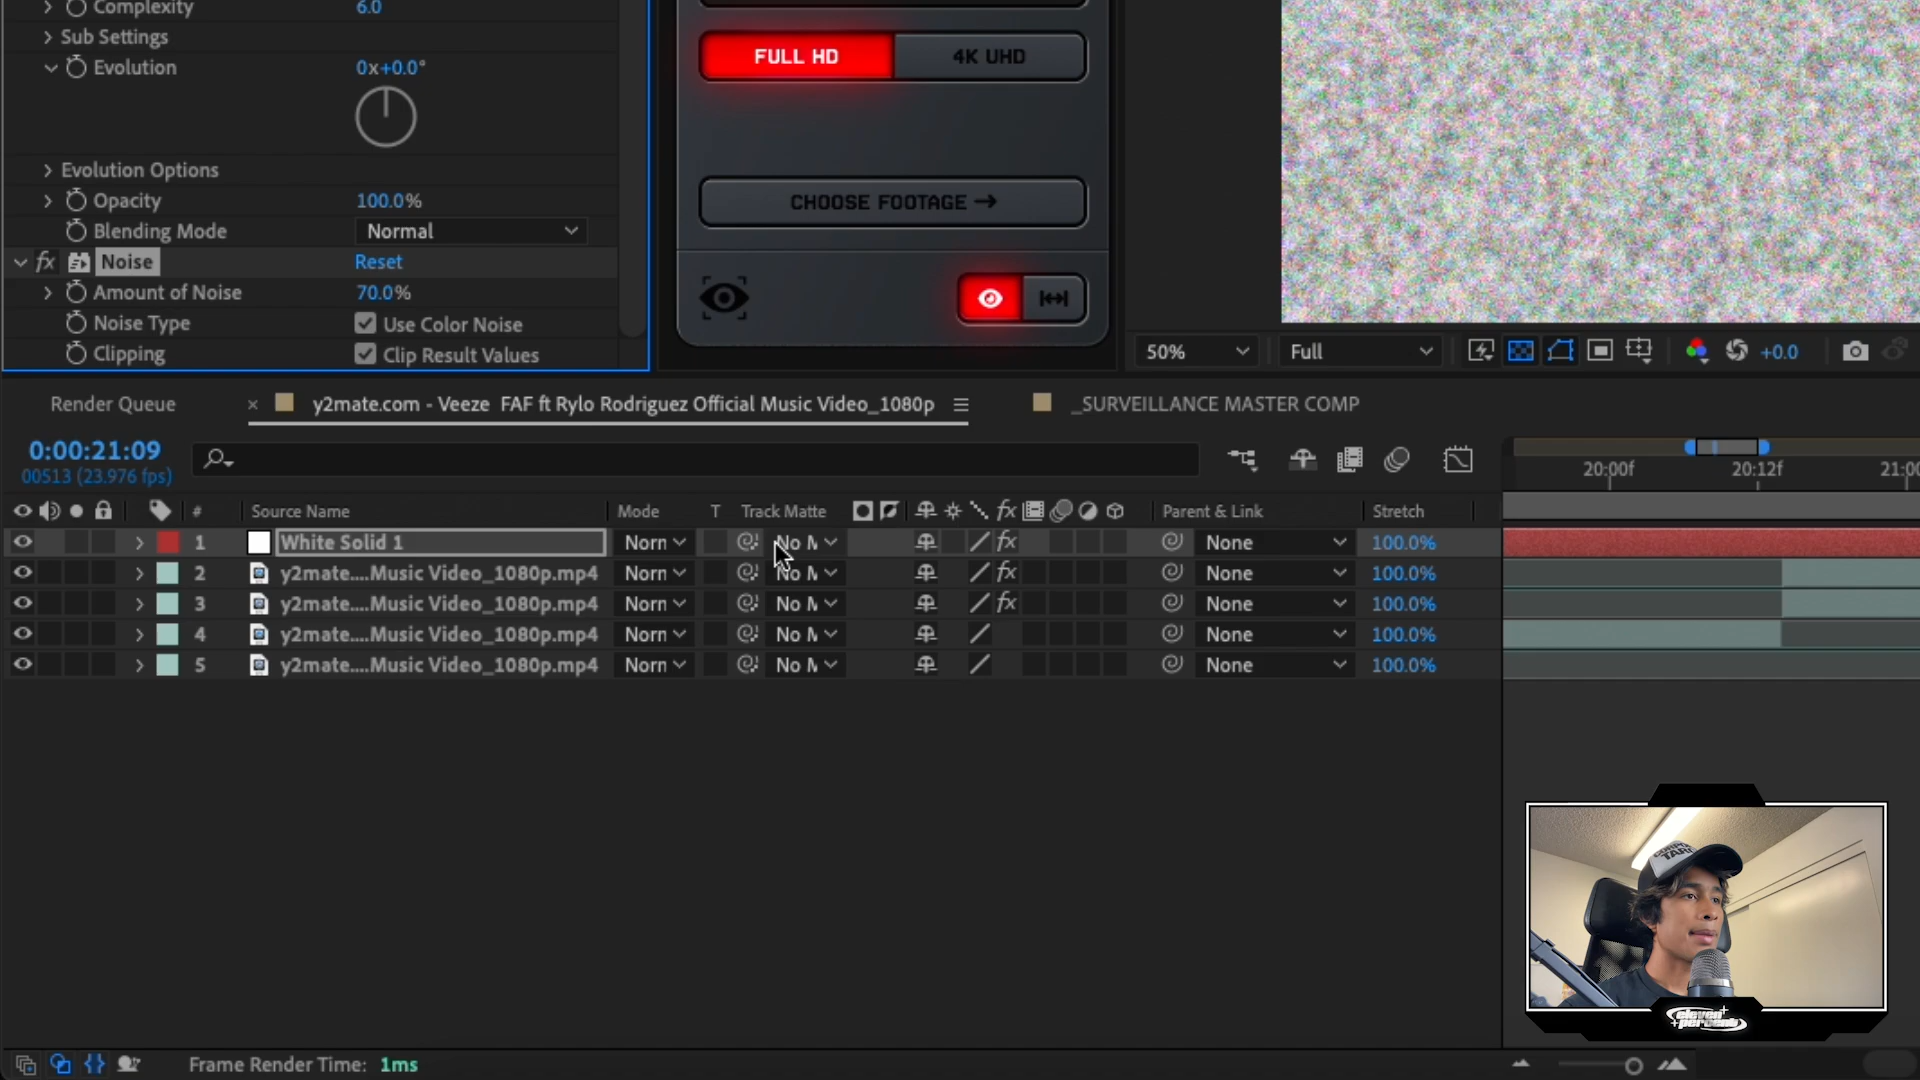 Complexity 6.0
Sub Settings
Evolution 0x+0.0°
Evolution Options
Opacity 100.0%
Blending Mode Normal
fx Noise Reset
Amount of Noise 70.0%
Noise Type Use Color Noise
Clipping Clip Result Values
FULL HD 4K UHD
CHOOSE FOOTAGE →
50% Full +0.0
Render Queue × y2mate.com - Veeze FAF ft Rylo Rodriguez Official Music Video_1080p _SURVEILLANCE MASTER COMP
0:00:21:09
00513 (23.976 fps)
20:00f 20:12f 21:00
# Source Name Mode T Track Matte fx Parent & Link Stretch
1 White Solid 1 Norn No M fx None 100.0%
2 y2mate....Music Video_1080p.mp4 Norn No M fx None 100.0%
3 y2mate....Music Video_1080p.mp4 Norn No M fx None 100.0%
4 y2mate....Music Video_1080p.mp4 Norn No M None 100.0%
5 y2mate....Music Video_1080p.mp4 Norn No M None 100.0%
eleven
percent
Frame Render Time: 1ms